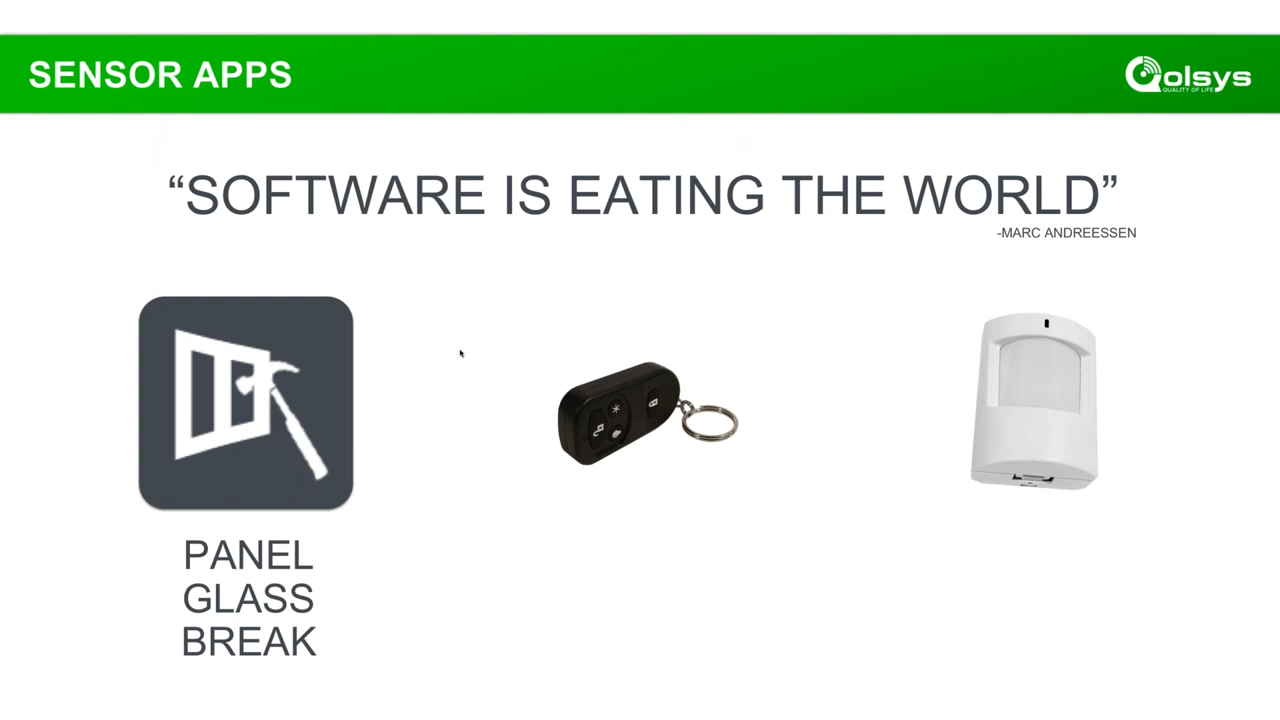 SENSOR APPS
Qolsys
QUALITY OF LIFE
“SOFTWARE IS EATING THE WORLD”
-MARC ANDREESSEN
PANEL
GLASS
BREAK